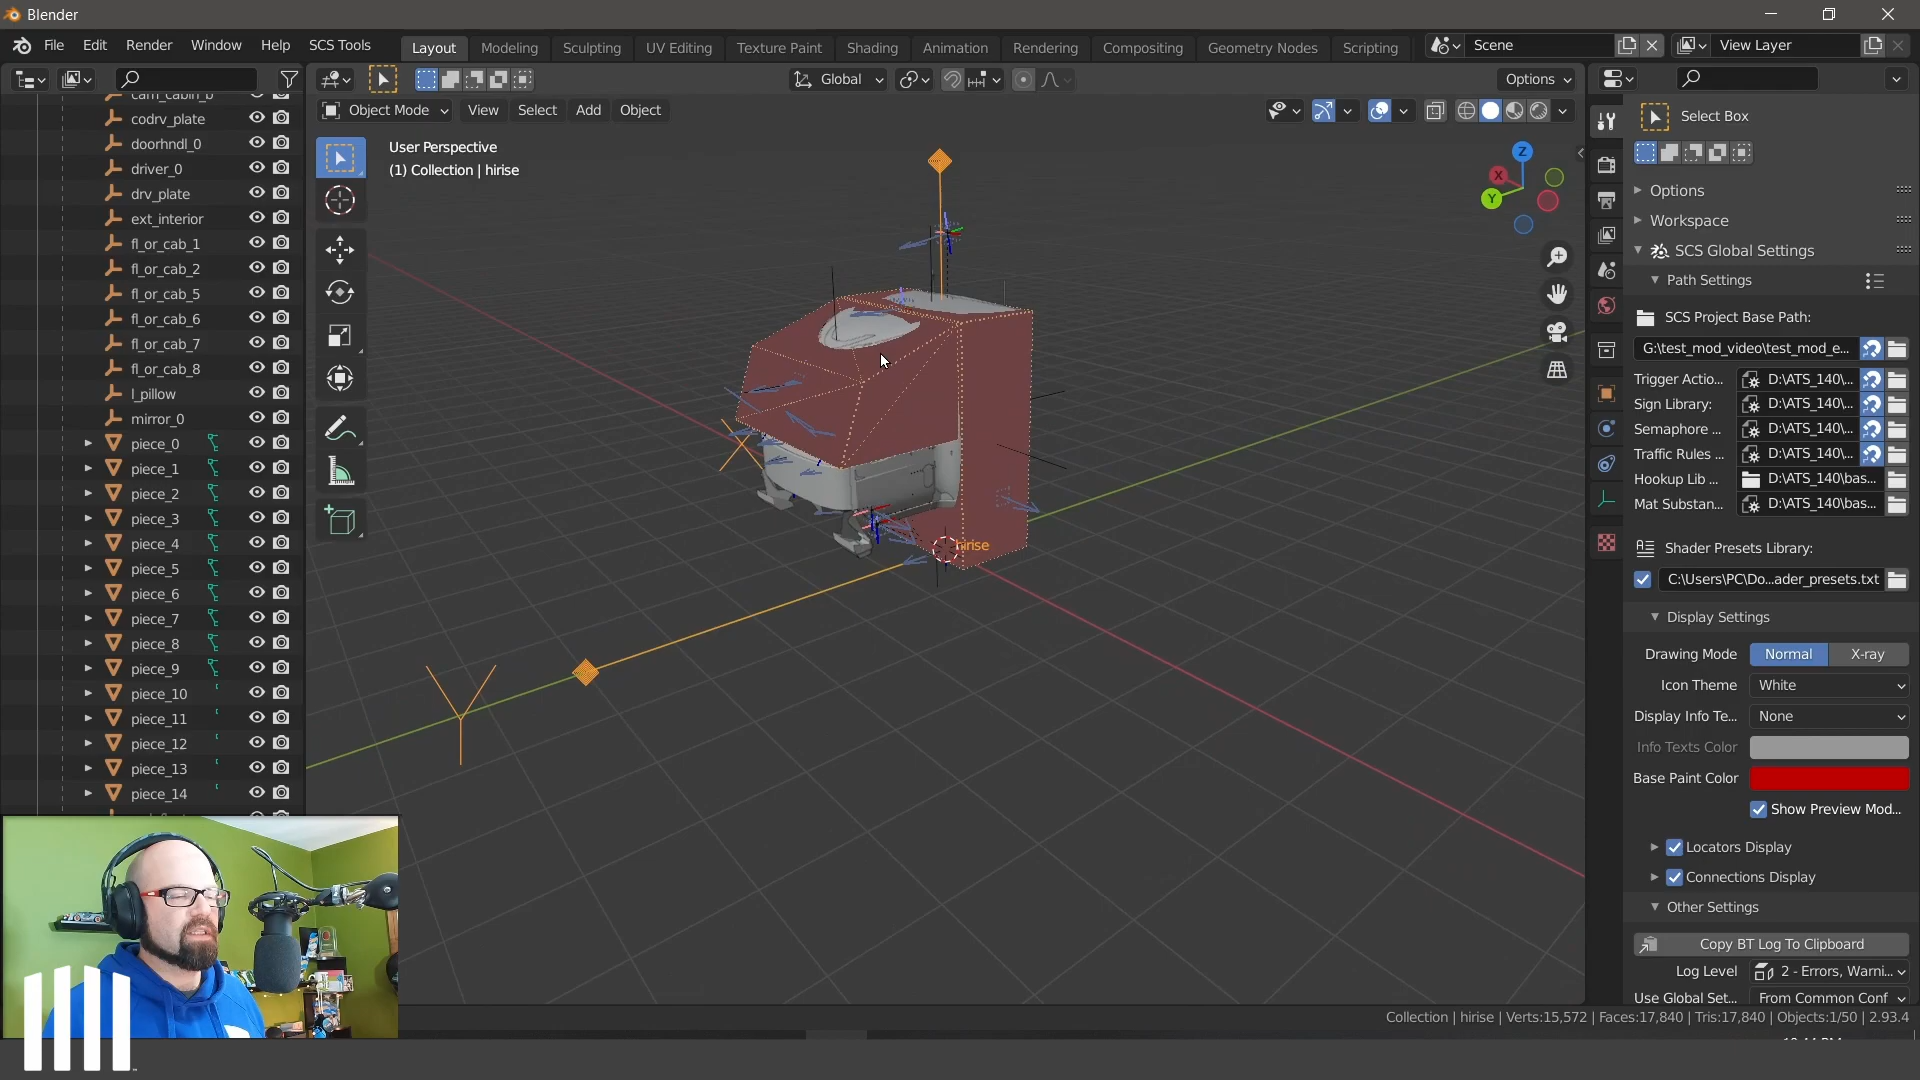 Blender
File Edit Render Window Help SCS Tools Layout Modeling Sculpting UV Editing Texture Paint Shading Animation Rendering Compositing Geometry Nodes Scripting Scene View Layer
Global Options
Object Mode View Select Add Object
User Perspective
(1) Collection | hirise
cam_cabin_b
codrv_plate
doorhndl_0
driver_0
drv_plate
ext_interior
fl_or_cab_1
fl_or_cab_2
fl_or_cab_5
fl_or_cab_6
fl_or_cab_7
fl_or_cab_8
l_pillow
mirror_0
piece_0
piece_1
piece_2
piece_3
piece_4
piece_5
piece_6
piece_7
piece_8
piece_9
piece_10
piece_11
piece_12
piece_13
piece_14
hirise
Z
X
Y
Select Box
Options
Workspace
SCS Global Settings
Path Settings
SCS Project Base Path:
G:\test_mod_video\test_mod_e...
Trigger Actio... D:\ATS_140\...
Sign Library: D:\ATS_140\...
Semaphore ... D:\ATS_140\...
Traffic Rules ... D:\ATS_140\...
Hookup Lib ... D:\ATS_140\bas...
Mat Substan... D:\ATS_140\bas...
Shader Presets Library:
C:\Users\PC\Do...ader_presets.txt
Display Settings
Drawing Mode Normal X-ray
Icon Theme White
Display Info Te... None
Info Texts Color
Base Paint Color
Show Preview Mod...
Locators Display
Connections Display
Other Settings
Copy BT Log To Clipboard
Log Level 2 - Errors, Warni...
Use Global Set... From Common Conf
Collection | hirise | Verts:15,572 | Faces:17,840 | Tris:17,840 | Objects:1/50 | 2.93.4